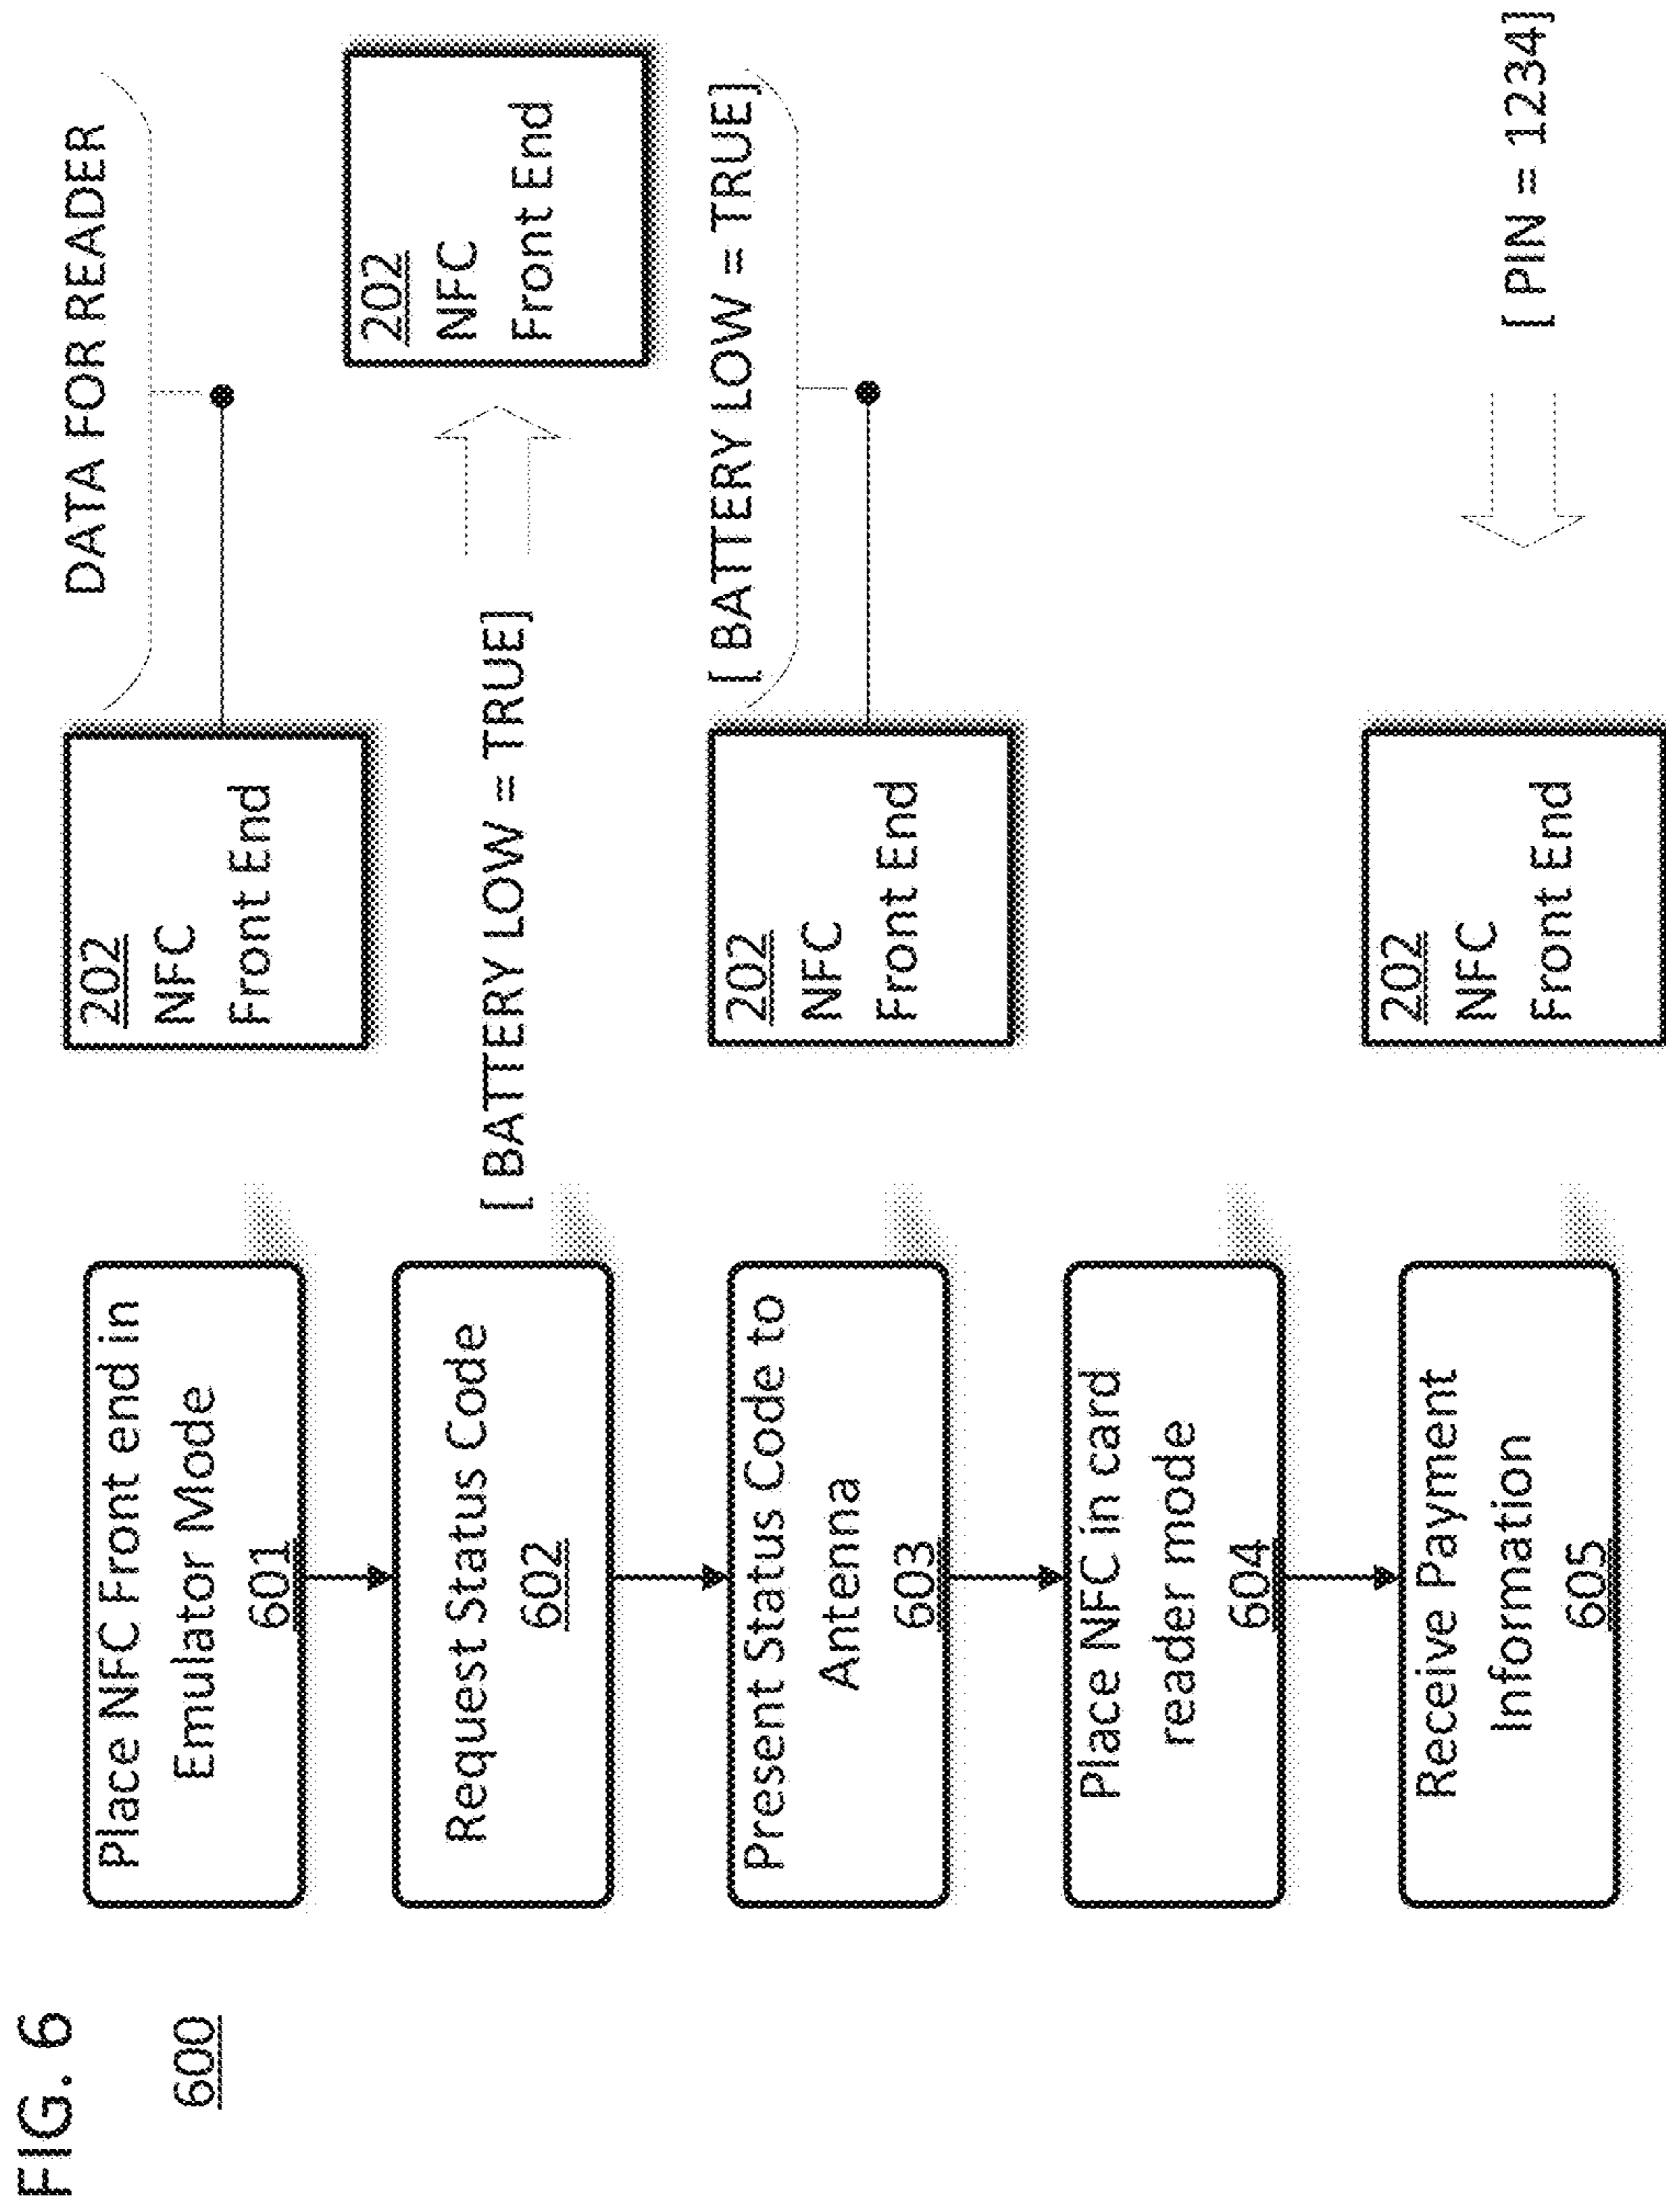 FIG. 6
600
Place NFC Front end in
Emulator Mode
601
202
NFC
Front End
DATA FOR READER
Request Status Code
602
[ BATTERY LOW = TRUE]
202
NFC
Front End
Present Status Code to
Antenna
603
202
NFC
Front End
[ BATTERY LOW = TRUE]
Place NFC in card
reader mode
604
Receive Payment
Information
605
202
NFC
Front End
[ PIN = 1234]